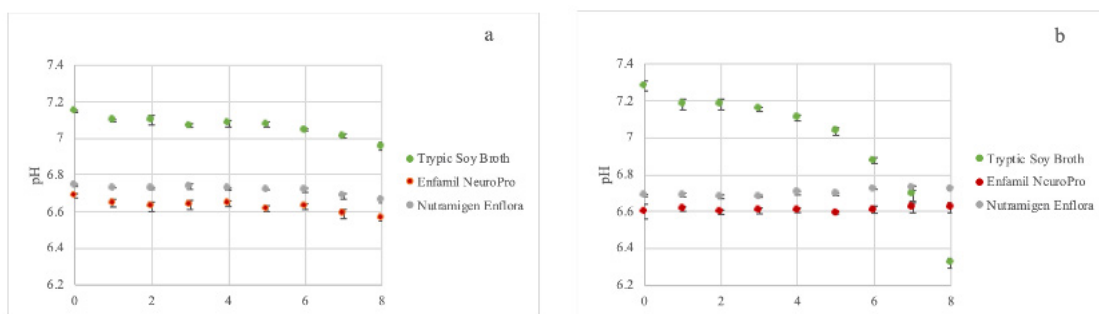 a
7.4
7.2
7
6.8
6.6
6.4
6.2
pH
0 2 4 6 8
Trypic Soy Broth
Enfamil NeuroPro
Nutramigen Enflora
b
7.4
7.2
7
6.8
6.6
6.4
6.2
pH
0 2 4 6 8
Tryptic Soy Broth
Enfamil NeuroPro
Nutramigen Enflora